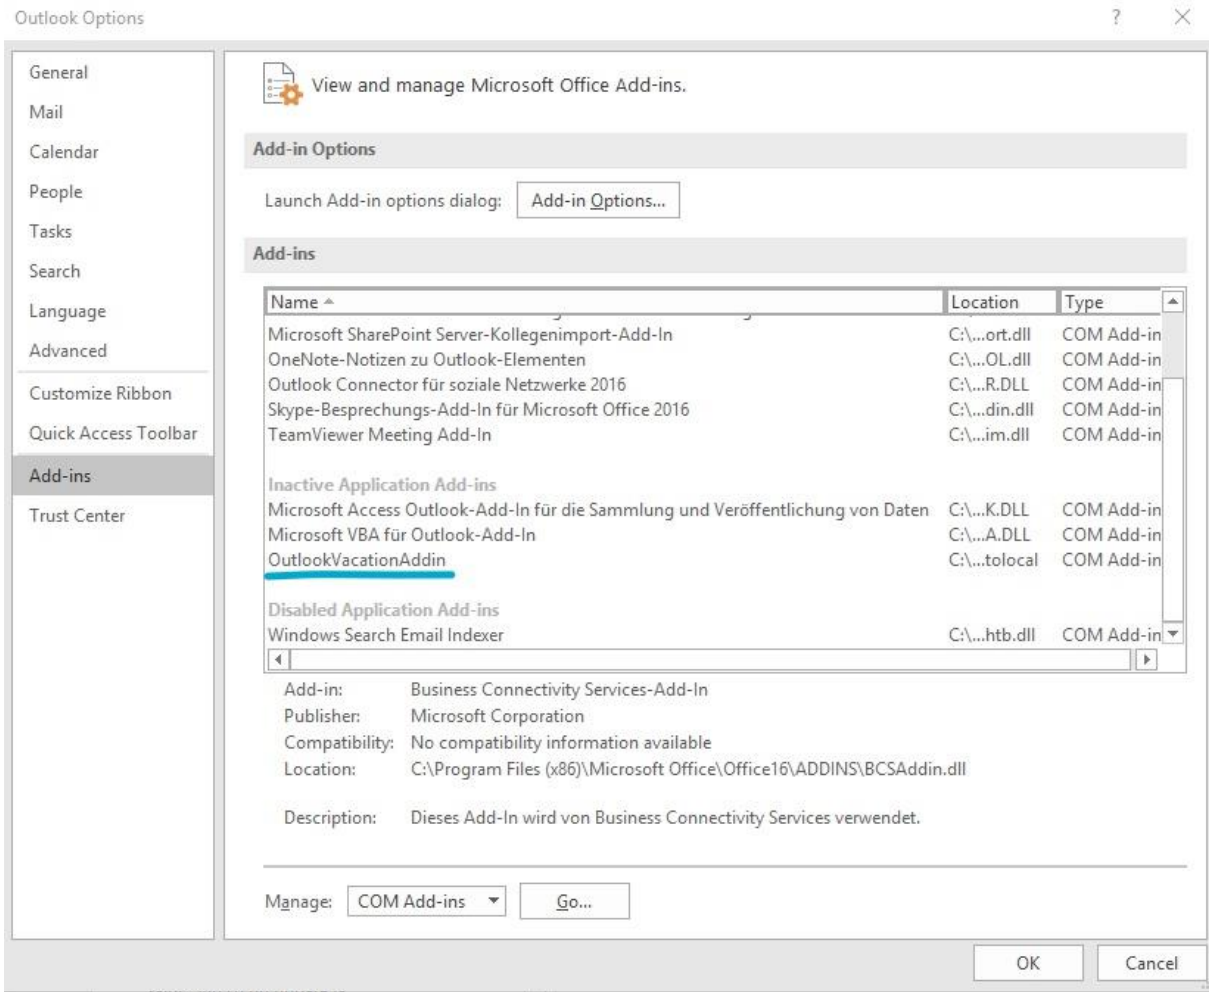 Outlook Options
?
General
Mail
Calendar
People
Tasks
Search
Language
Advanced
Customize Ribbon
Quick Access Toolbar
Add-ins
Trust Center
View and manage Microsoft Office Add-ins.
Add-in Options
Launch Add-in options dialog: Add-in Options...
Add-ins
Name Location Type
Microsoft SharePoint Server-Kollegenimport-Add-In C:\...ort.dll COM Add-in
OneNote-Notizen zu Outlook-Elementen C:\...OL.dll COM Add-in
Outlook Connector für soziale Netzwerke 2016 C:\...R.DLL COM Add-in
Skype-Besprechungs-Add-In für Microsoft Office 2016 C:\...din.dll COM Add-in
TeamViewer Meeting Add-In C:\...im.dll COM Add-in
Inactive Application Add-ins
Microsoft Access Outlook-Add-In für die Sammlung und Veröffentlichung von Daten C:\...K.DLL COM Add-in
Microsoft VBA für Outlook-Add-In C:\...A.DLL COM Add-in
OutlookVacationAddin C:\...tolocal COM Add-in
Disabled Application Add-ins
Windows Search Email Indexer C:\...htb.dll COM Add-in
Add-in: Business Connectivity Services-Add-In
Publisher: Microsoft Corporation
Compatibility: No compatibility information available
Location: C:\Program Files (x86)\Microsoft Office\Office16\ADDINS\BCSAddin.dll
Description: Dieses Add-In wird von Business Connectivity Services verwendet.
Manage: COM Add-ins Go...
OK Cancel